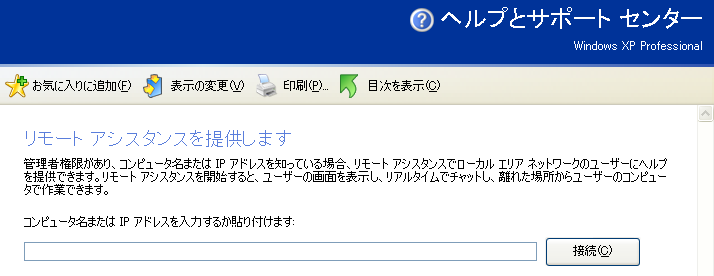 ヘルプとサポート センター
Windows XP Professional
お気に入りに追加(F) 表示の変更(V) 印刷(P)... 目次を表示(C)
リモート アシスタンスを提供します
管理者権限があり、コンピュータ名または IP アドレスを知っている場合、リモート アシスタンスでローカル エリア ネットワークのユーザーにヘルプ
を提供できます。リモート アシスタンスを開始すると、ユーザーの画面を表示し、リアルタイムでチャットし、離れた場所からユーザーのコンピュー
タで作業できます。
コンピュータ名または IP アドレスを入力するか貼り付けます:
接続(C)